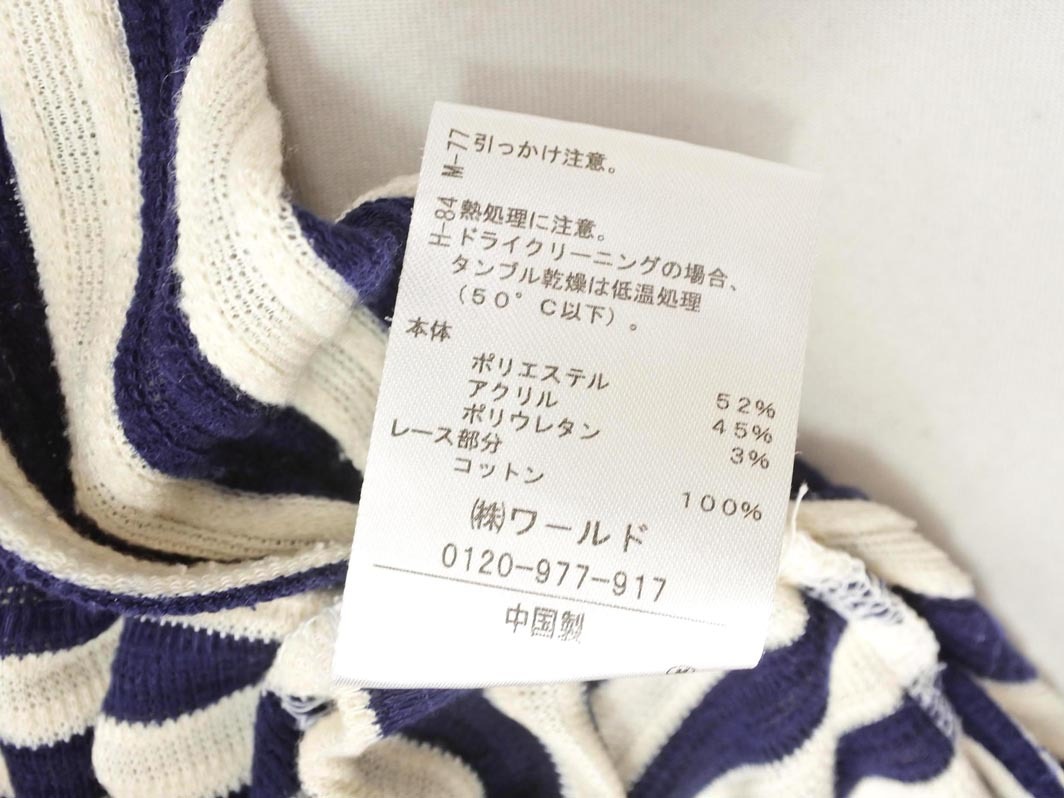 M-77 引っかけ注意。
H-84 熱処理に注意。
ドライクリーニングの場合、
タンブル乾燥は低温処理
（50°C以下）。
本体
ポリエステル 52%
アクリル 45%
ポリウレタン 3%
レース部分
コットン 100%
㈱ワールド
0120-977-917
中国製